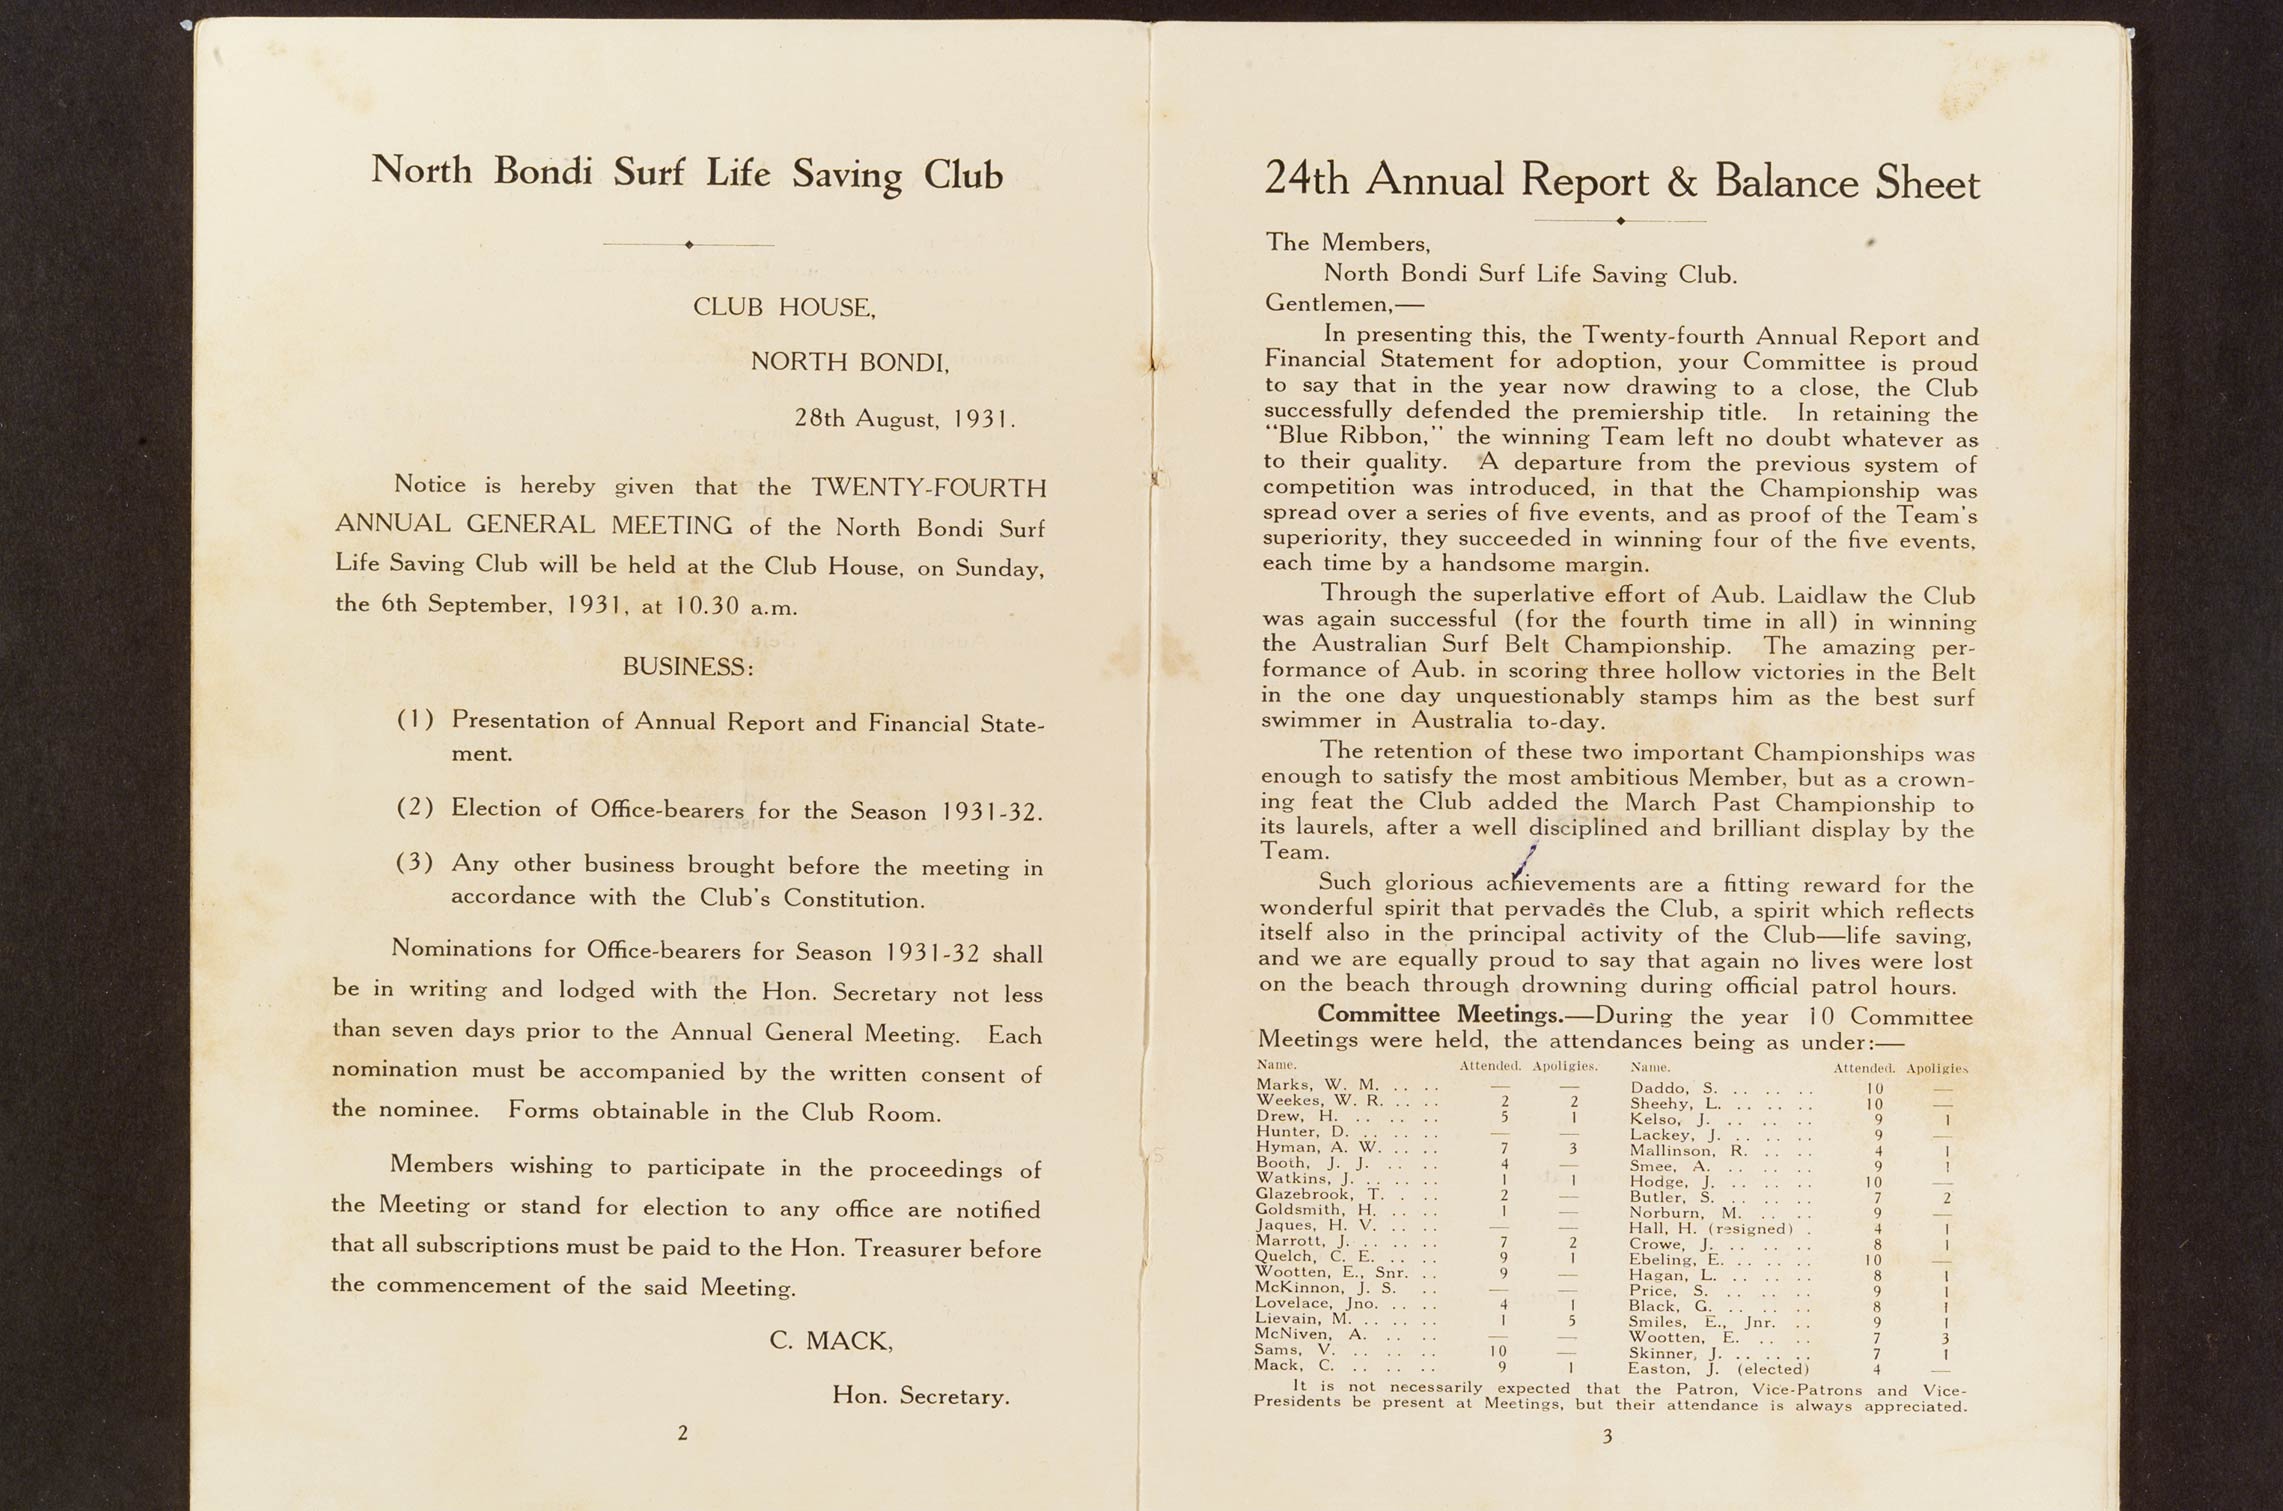 North Bondi Surf Life Saving Club
CLUB HOUSE,
NORTH BONDI,
28th August, 1931.
Notice is hereby given that the TWENTY-FOURTH
ANNUAL GENERAL MEETING of the North Bondi Surf
Life Saving Club will be held at the Club House, on Sunday,
the 6th September, 1931, at 10.30 a.m.
BUSINESS:
(1) Presentation of Annual Report and Financial State-
ment.
(2) Election of Office-bearers for the Season 1931-32.
(3) Any other business brought before the meeting in
accordance with the Club's Constitution.
Nominations for Office-bearers for Season 1931-32 shall
be in writing and lodged with the Hon. Secretary not less
than seven days prior to the Annual General Meeting. Each
nomination must be accompanied by the written consent of
the nominee. Forms obtainable in the Club Room.
Members wishing to participate in the proceedings of
the Meeting or stand for election to any office are notified
that all subscriptions must be paid to the Hon. Treasurer before
the commencement of the said Meeting.
C. MACK,
Hon. Secretary.
2
24th Annual Report & Balance Sheet
The Members,
North Bondi Surf Life Saving Club.
Gentlemen,—
In presenting this, the Twenty-fourth Annual Report and
Financial Statement for adoption, your Committee is proud
to say that in the year now drawing to a close, the Club
successfully defended the premiership title. In retaining the
"Blue Ribbon," the winning Team left no doubt whatever as
to their quality. A departure from the previous system of
competition was introduced, in that the Championship was
spread over a series of five events, and as proof of the Team's
superiority, they succeeded in winning four of the five events,
each time by a handsome margin.
Through the superlative effort of Aub. Laidlaw the Club
was again successful (for the fourth time in all) in winning
the Australian Surf Belt Championship. The amazing per-
formance of Aub. in scoring three hollow victories in the Belt
in the one day unquestionably stamps him as the best surf
swimmer in Australia to-day.
The retention of these two important Championships was
enough to satisfy the most ambitious Member, but as a crown-
ing feat the Club added the March Past Championship to
its laurels, after a well disciplined and brilliant display by the
Team.
Such glorious achievements are a fitting reward for the
wonderful spirit that pervades the Club, a spirit which reflects
itself also in the principal activity of the Club—life saving,
and we are equally proud to say that again no lives were lost
on the beach through drowning during official patrol hours.
Committee Meetings.—During the year 10 Committee
Meetings were held, the attendances being as under:—
Name. Attended. Apoligies. Name. Attended. Apoligies
Marks, W. M. . . . . — — Daddo, S. . . . . . 10 —
Weekes, W. R. . . . . 2 2 Sheehy, L. . . . . . 10 —
Drew, H. . . . . . 5 1 Kelso, J. . . . . . 9 1
Hunter, D. . . . . . — — Lackey, J. . . . . . 9 —
Hyman, A. W. . . . . 7 3 Mallinson, R. . . . . 4 1
Booth, J. J. . . . . 4 — Smee, A. . . . . . 9 1
Watkins, J. . . . . . 1 1 Hodge, J. . . . . . 10 —
Glazebrook, T. . . . 2 — Butler, S. . . . . . 7 2
Goldsmith, H. . . . . 1 — Norburn, M. . . . . 9 —
Jaques, H. V. . . . . — — Hall, H. (resigned) . 4 1
Marrott, J. . . . . . 7 2 Crowe, J. . . . . . 8 1
Quelch, C. E. . . . . 9 1 Ebeling, E. . . . . . 10 —
Wootten, E., Snr. . . 9 — Hagan, L. . . . . . 8 1
McKinnon, J. S. . . — — Price, S. . . . . . 9 1
Lovelace, Jno. . . . . 4 1 Black, G. . . . . . 8 1
Lievain, M. . . . . . 1 5 Smiles, E., Jnr. . . 9 1
McNiven, A. . . . . — — Wootten, E. . . . . 7 3
Sams, V. . . . . . 10 — Skinner, J. . . . . . 7 1
Mack, C. . . . . . 9 1 Easton, J. (elected) 4 —
It is not necessarily expected that the Patron, Vice-Patrons and Vice-
Presidents be present at Meetings, but their attendance is always appreciated.
3